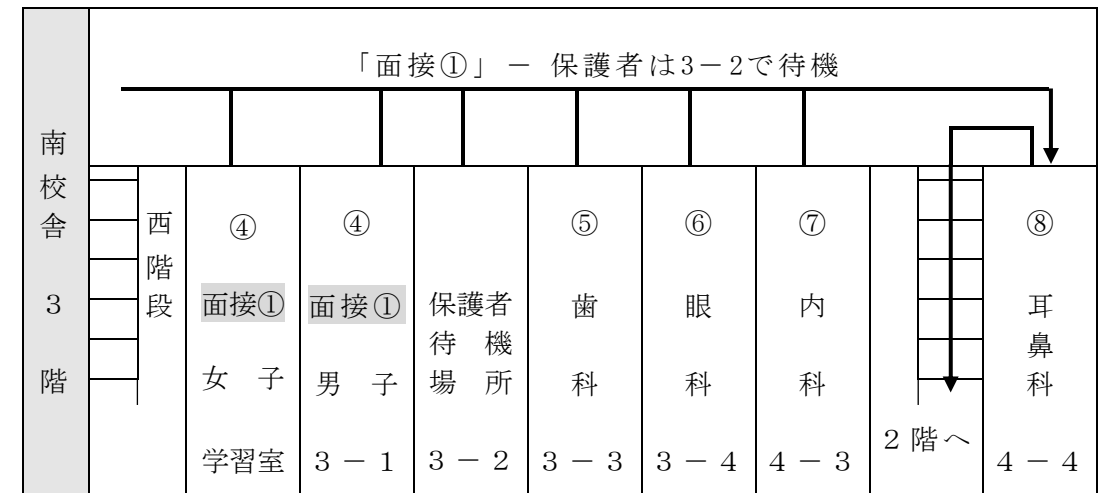 「面接①」－ 保護者は3－2で待機
南校舎 3階
西階段
④
面接①
女 子
学習室
④
面接①
男 子
3－1
保護者
待 機
場 所
3－2
⑤
歯科
3－3
⑥
眼科
3－4
⑦
内科
4－3
2階へ
⑧
耳鼻科
4－4